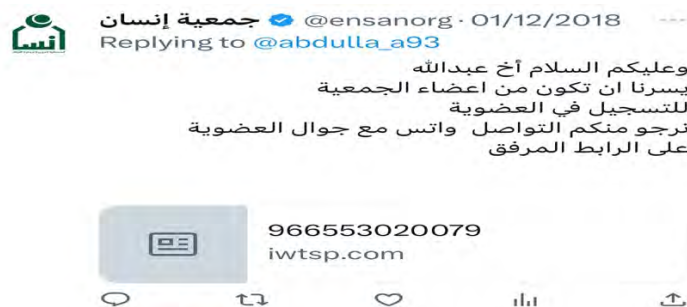 انسان
جمعية إنسان @ensanorg · 01/12/2018
Replying to @abdulla_a93
وعليكم السلام أخ عبدالله
يسرنا ان تكون من اعضاء الجمعية
للتسجيل في العضوية
نرجو منكم التواصل واتس مع جوال العضوية
على الرابط المرفق
966553020079
iwtsp.com